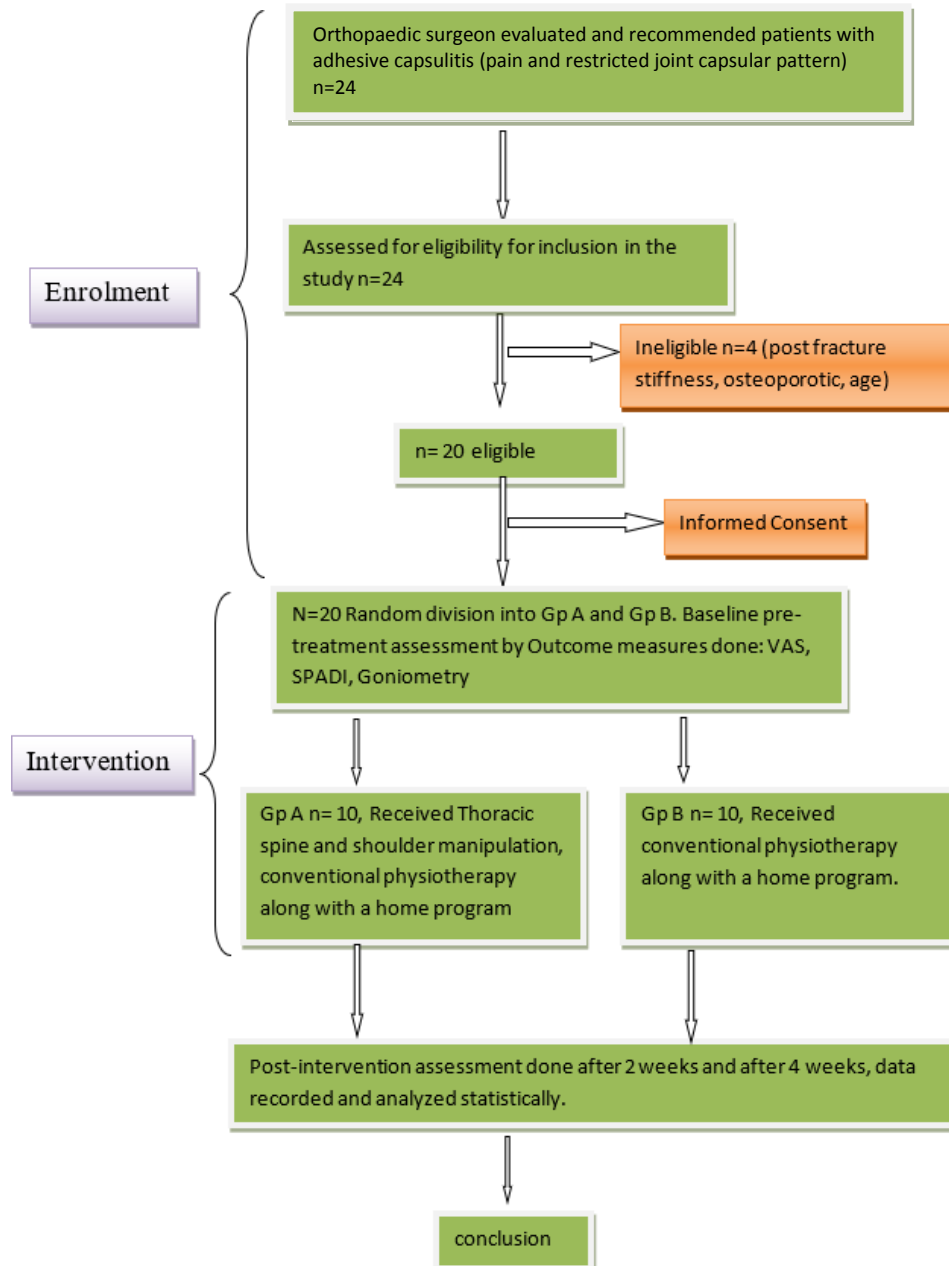 Orthopaedic surgeon evaluated and recommended patients with
adhesive capsulitis (pain and restricted joint capsular pattern)
n=24
Assessed for eligibility for inclusion in the
study n=24
Enrolment
Ineligible n=4 (post fracture
stiffness, osteoporotic, age)
n= 20 eligible
Informed Consent
N=20 Random division into Gp A and Gp B. Baseline pre-
treatment assessment by Outcome measures done: VAS,
SPADI, Goniometry
Intervention
Gp A n= 10, Received Thoracic
spine and shoulder manipulation,
conventional physiotherapy
along with a home program
Gp B n= 10, Received
conventional physiotherapy
along with a home program.
Post-intervention assessment done after 2 weeks and after 4 weeks, data
recorded and analyzed statistically.
conclusion